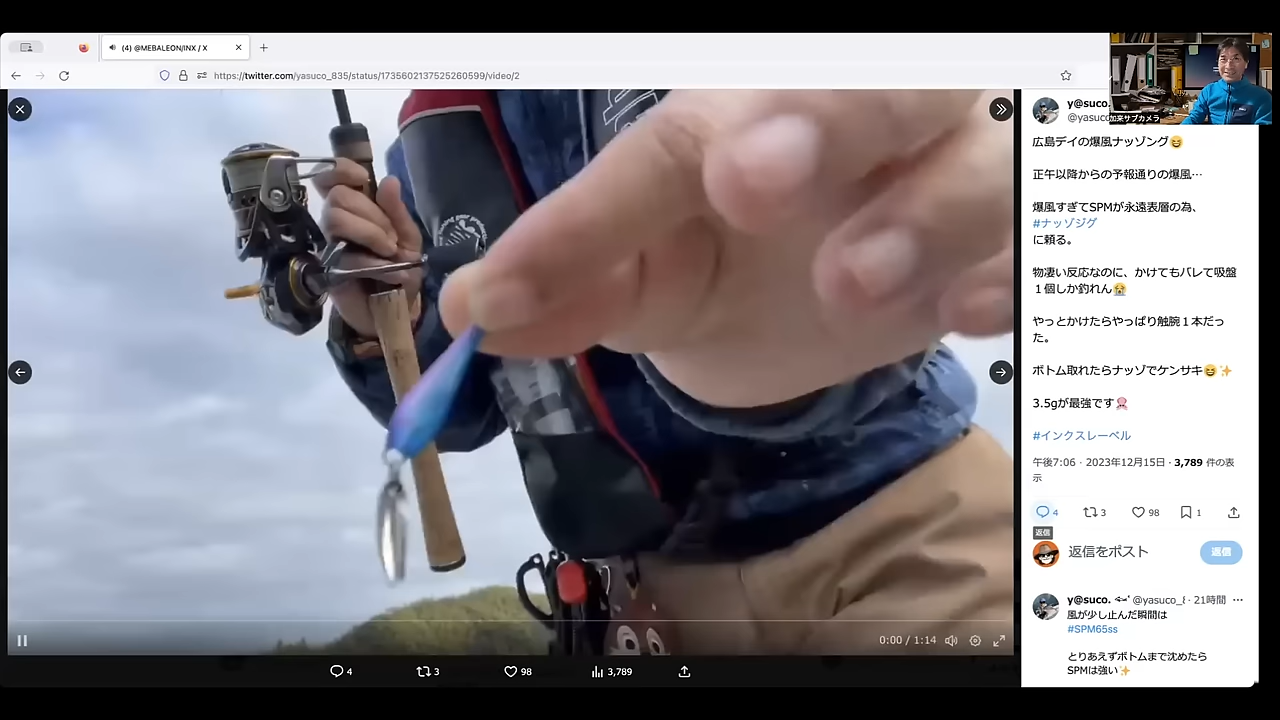 (4) @MEBALEON/INX / X
https://twitter.com/yasuco_835/status/1735602137525260599/video/2
加来サブカメラ
y@suco.
@yasuco
広島デイの爆風ナッゾング😆
正午以降からの予報通りの爆風…
爆風すぎてSPMが永遠表層の為、
#ナッゾジグ
に頼る。
物凄い反応なのに、かけてもバレて吸盤
１個しか釣れん😭
やっとかけたらやっぱり触腕１本だっ
た。
ボトム取れたらナッゾでケンサキ😆✨
3.5gが最強です🦑
#インクスレーベル
午後7:06 · 2023年12月15日 · 3,789 件の表
示
4 3 98 1
返信
返信をポスト
返信
y@suco. @yasuco_8 · 21時間 …
風が少し止んだ瞬間は
#SPM65ss
とりあえずボトムまで沈めたら
SPMは強い✨
0:00 / 1:14
4 3 98 3,789